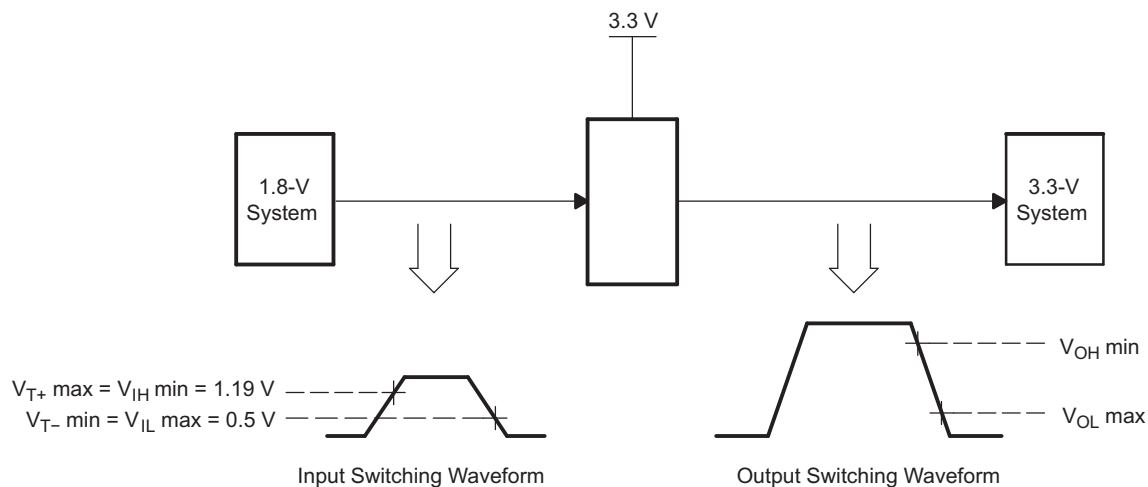 3.3 V
1.8-V
System
3.3-V
System
V_OH min
V_T+ max = V_IH min = 1.19 V
V_T− min = V_IL max = 0.5 V
V_OL max
Input Switching Waveform
Output Switching Waveform